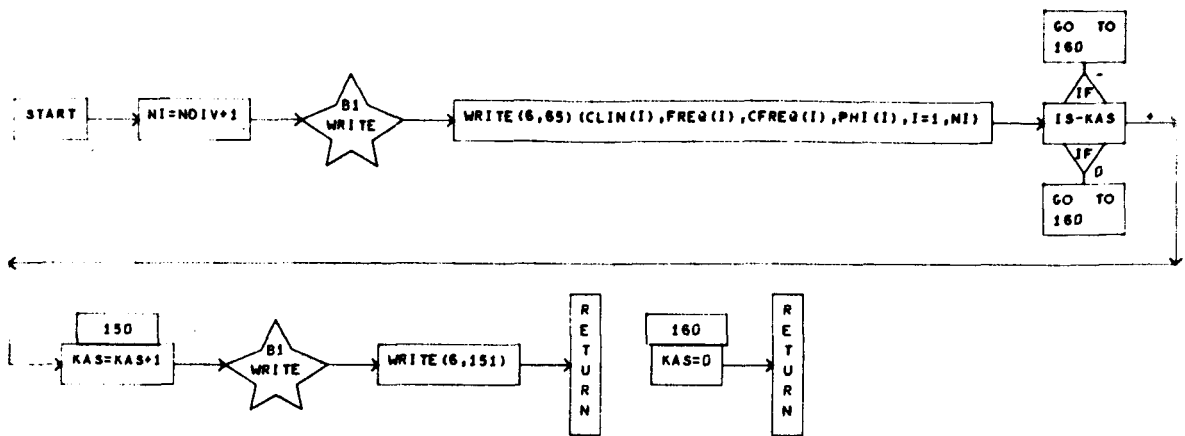 GO TO
160
-
IF
START
NI=NDIV+1
B1
WRITE
WRITE(6,65)(CLIN(I),FREQ(I),CFREQ(I),PHI(I),I=1,NI)
IS-KAS
+
IF
0
GO TO
160
150
KAS=KAS+1
B1
WRITE
WRITE(6,151)
RETURN
160
KAS=0
RETURN